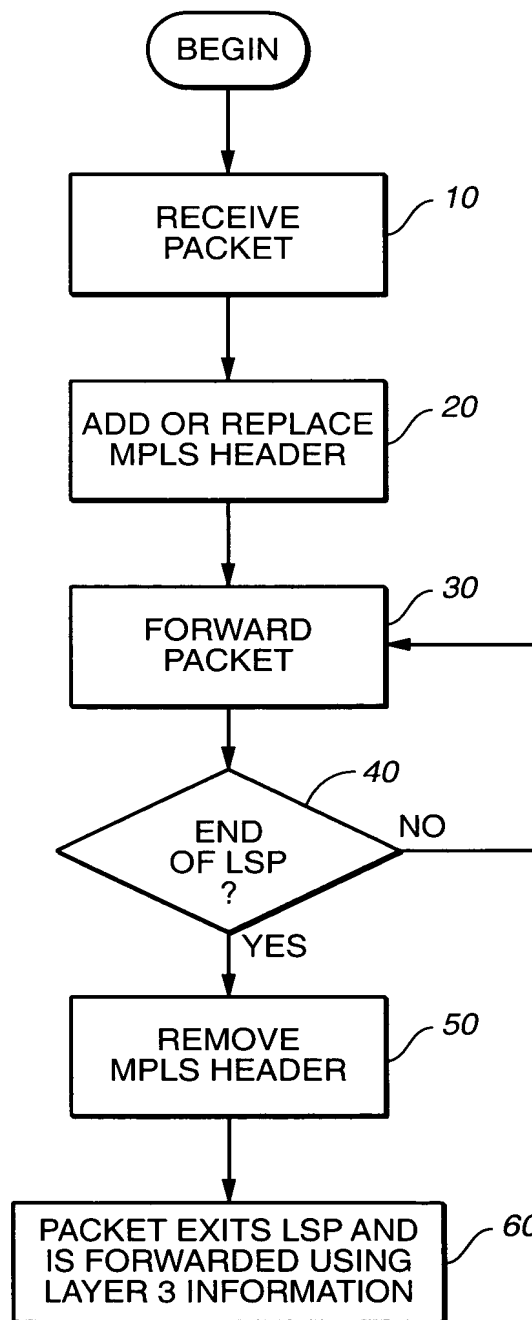 BEGIN
RECEIVE
PACKET
10
ADD OR REPLACE
MPLS HEADER
20
FORWARD
PACKET
30
END
OF LSP
?
40
NO
YES
REMOVE
MPLS HEADER
50
PACKET EXITS LSP AND
IS FORWARDED USING
LAYER 3 INFORMATION
60